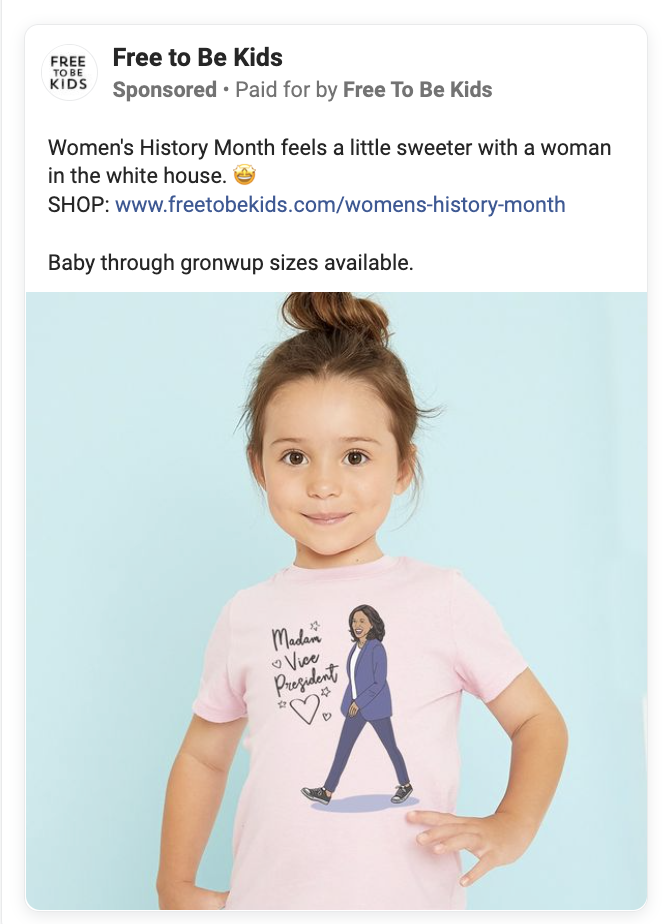 FREE
TO BE
KIDS
Free to Be Kids
Sponsored • Paid for by Free To Be Kids
Women's History Month feels a little sweeter with a woman
in the white house. 🤩
SHOP: www.freetobekids.com/womens-history-month
Baby through gronwup sizes available.
Madam
Vice
President